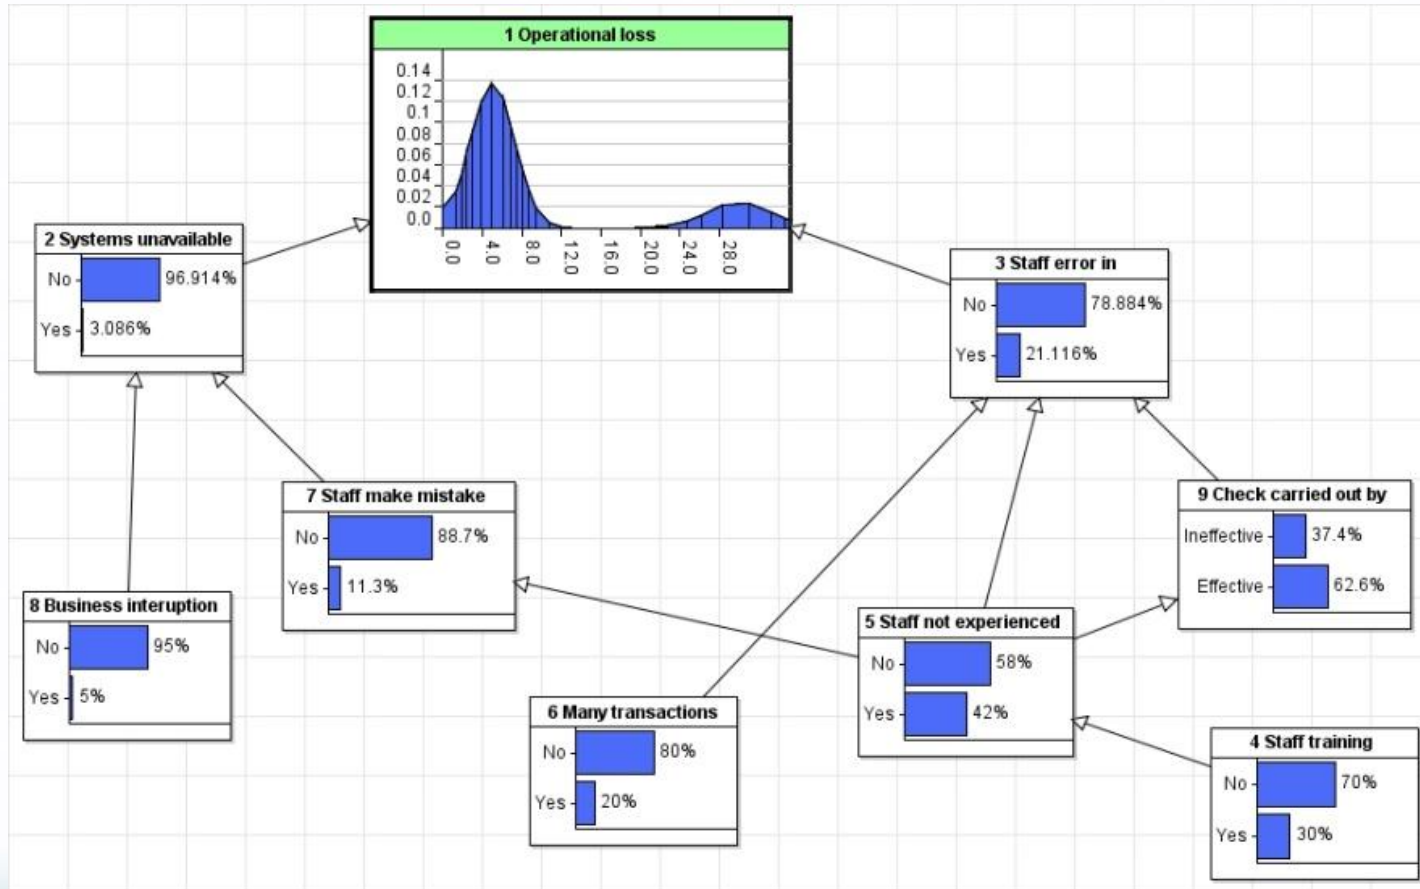 1 Operational loss
0.14
0.12
0.1
0.08
0.06
0.04
0.02
0.0
0.0
4.0
8.0
12.0
16.0
20.0
24.0
28.0
2 Systems unavailable
No 96.914%
Yes 3.086%
3 Staff error in
No 78.884%
Yes 21.116%
7 Staff make mistake
No 88.7%
Yes 11.3%
9 Check carried out by
Ineffective 37.4%
Effective 62.6%
8 Business interuption
No 95%
Yes 5%
5 Staff not experienced
No 58%
Yes 42%
6 Many transactions
No 80%
Yes 20%
4 Staff training
No 70%
Yes 30%